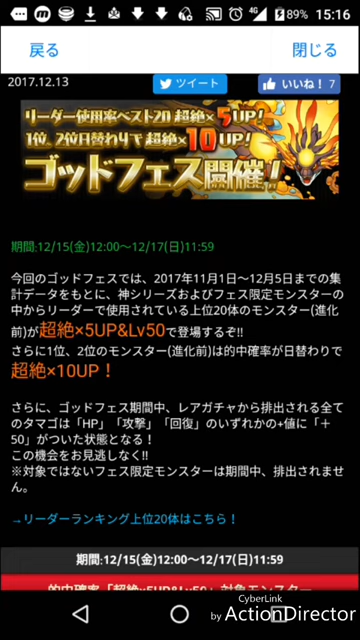 89% 15:16
戻る 閉じる
2017.12.13 ツイート いいね! 7
リーダー使用率ベスト20 超絶×5UP!
1位、2位日替わりで超絶×10UP!
ゴッドフェス開催!
期間:12/15(金)12:00～12/17(日)11:59
今回のゴッドフェスでは、2017年11月1日～12月5日までの集
計データをもとに、神シリーズおよびフェス限定モンスターの
中からリーダーで使用されている上位20体のモンスター(進化
前)が超絶×5UP&Lv50で登場するぞ!!
さらに1位、2位のモンスター(進化前)は的中確率が日替わりで
超絶×10UP！
さらに、ゴッドフェス期間中、レアガチャから排出される全て
のタマゴは「HP」「攻撃」「回復」のいずれかの+値に「＋
50」がついた状態となる！
この機会をお見逃しなく!!
※対象ではないフェス限定モンスターは期間中、排出されませ
ん。
→リーダーランキング上位20体はこちら！
期間:12/15(金)12:00～12/17(日)11:59
的中確率「超絶×5UP&Lv50」対象モンスター
CyberLink
by ActionDirector